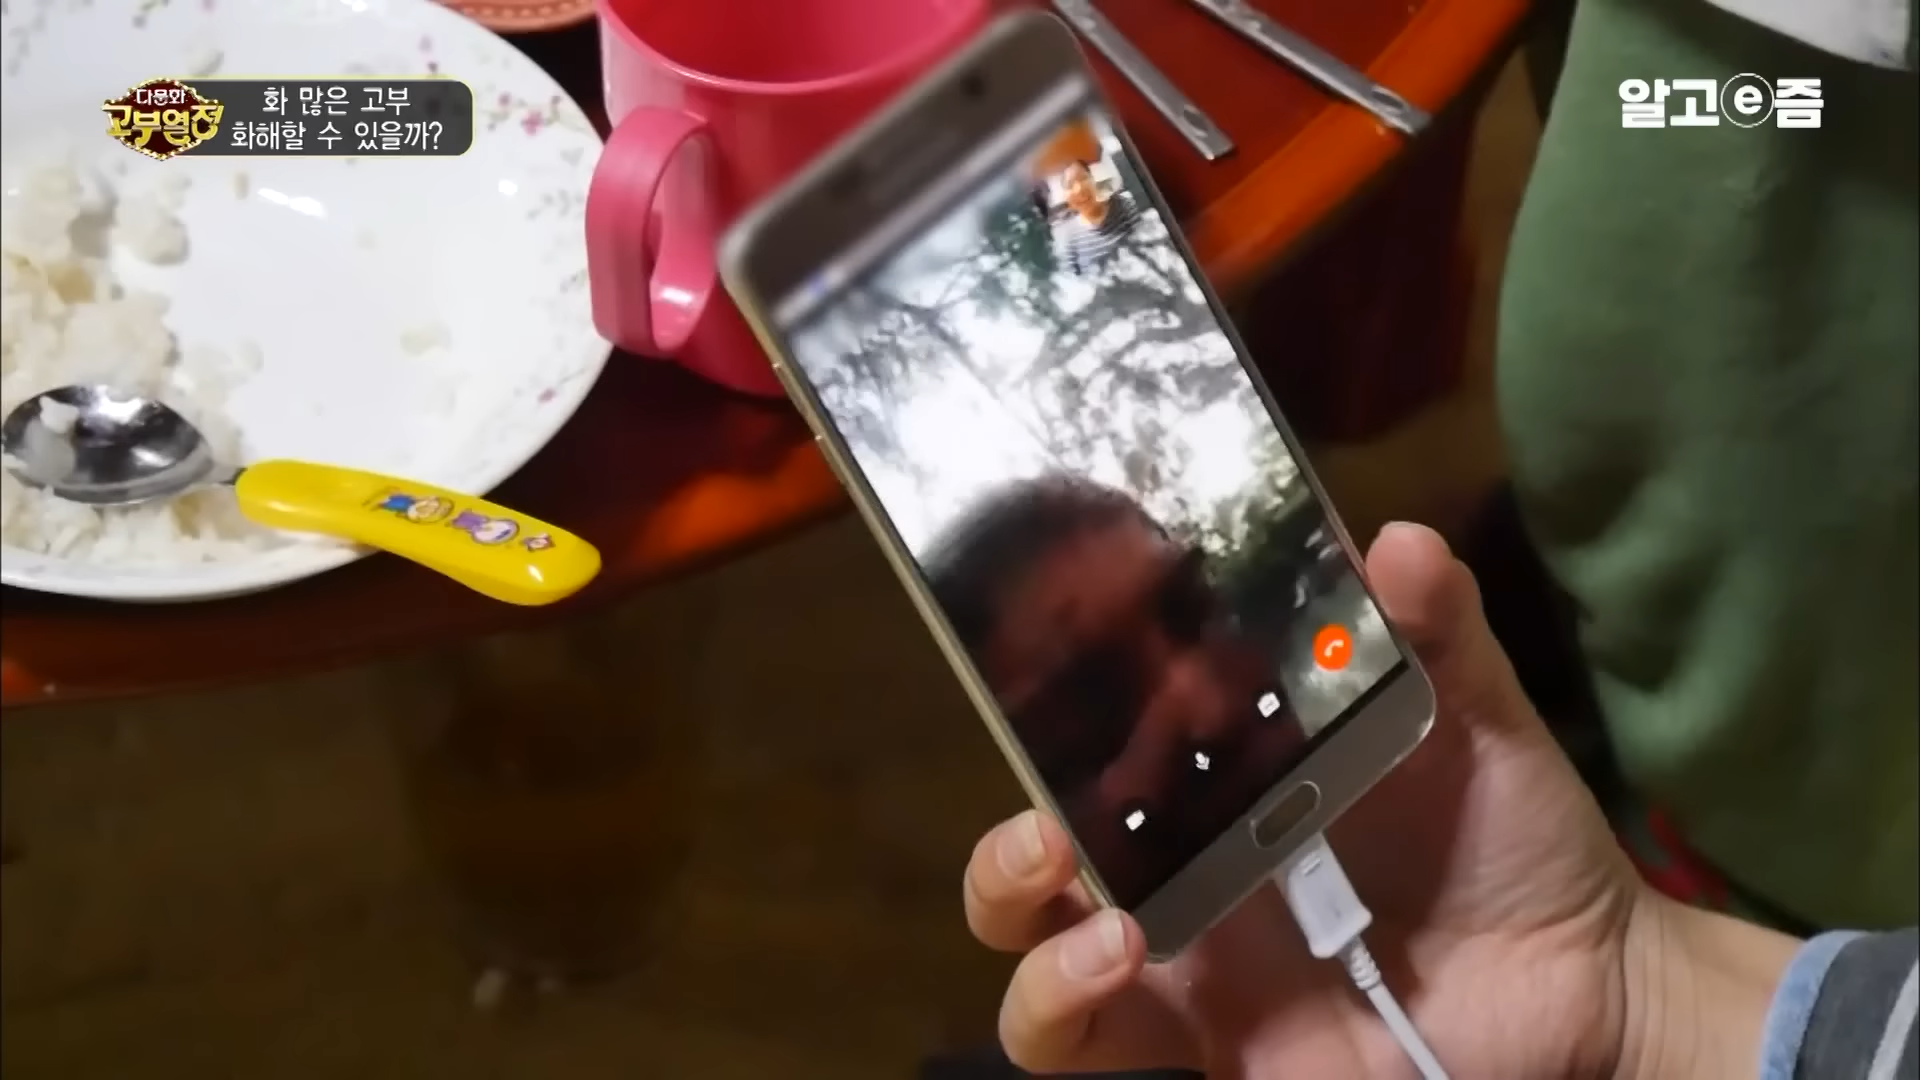 다문화
고부열전
화 많은 고부
화해할 수 있을까?
알고e즘